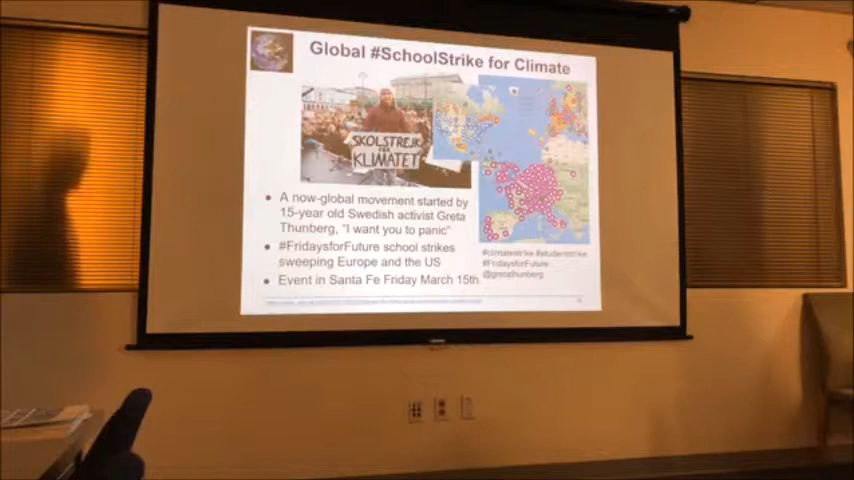 Global #SchoolStrike for Climate
SKOLSTREJK
FÖR
KLIMATET
• A now-global movement started by
15-year old Swedish activist Greta
Thunberg, "I want you to panic"
• #FridaysforFuture school strikes
sweeping Europe and the US
• Event in Santa Fe Friday March 15th
#climatestrike #studentstrike
#FridaysforFuture
@gretathunberg